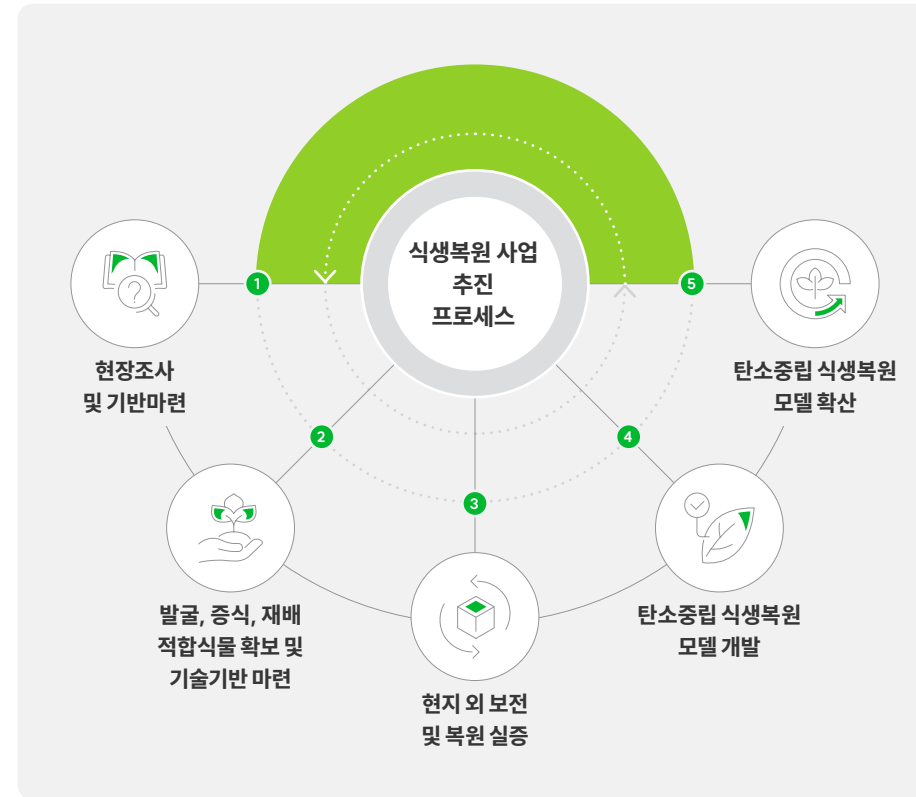 식생복원 사업
추진
프로세스
?
1
현장조사
및 기반마련
2
발굴, 증식, 재배
적합식물 확보 및
기술기반 마련
3
현지 외 보전
및 복원 실증
4
탄소중립 식생복원
모델 개발
5
탄소중립 식생복원
모델 확산